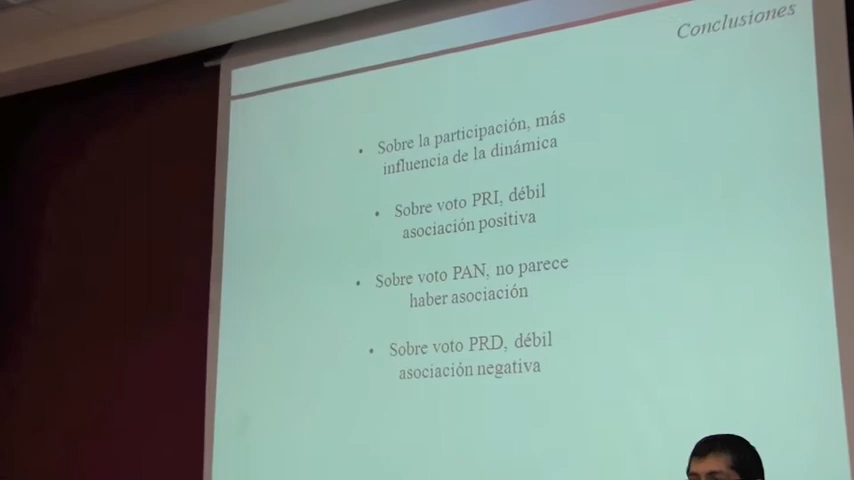 Conclusiones
• Sobre la participación, más
influencia de la dinámica
• Sobre voto PRI, débil
asociación positiva
• Sobre voto PAN, no parece
haber asociación
• Sobre voto PRD, débil
asociación negativa